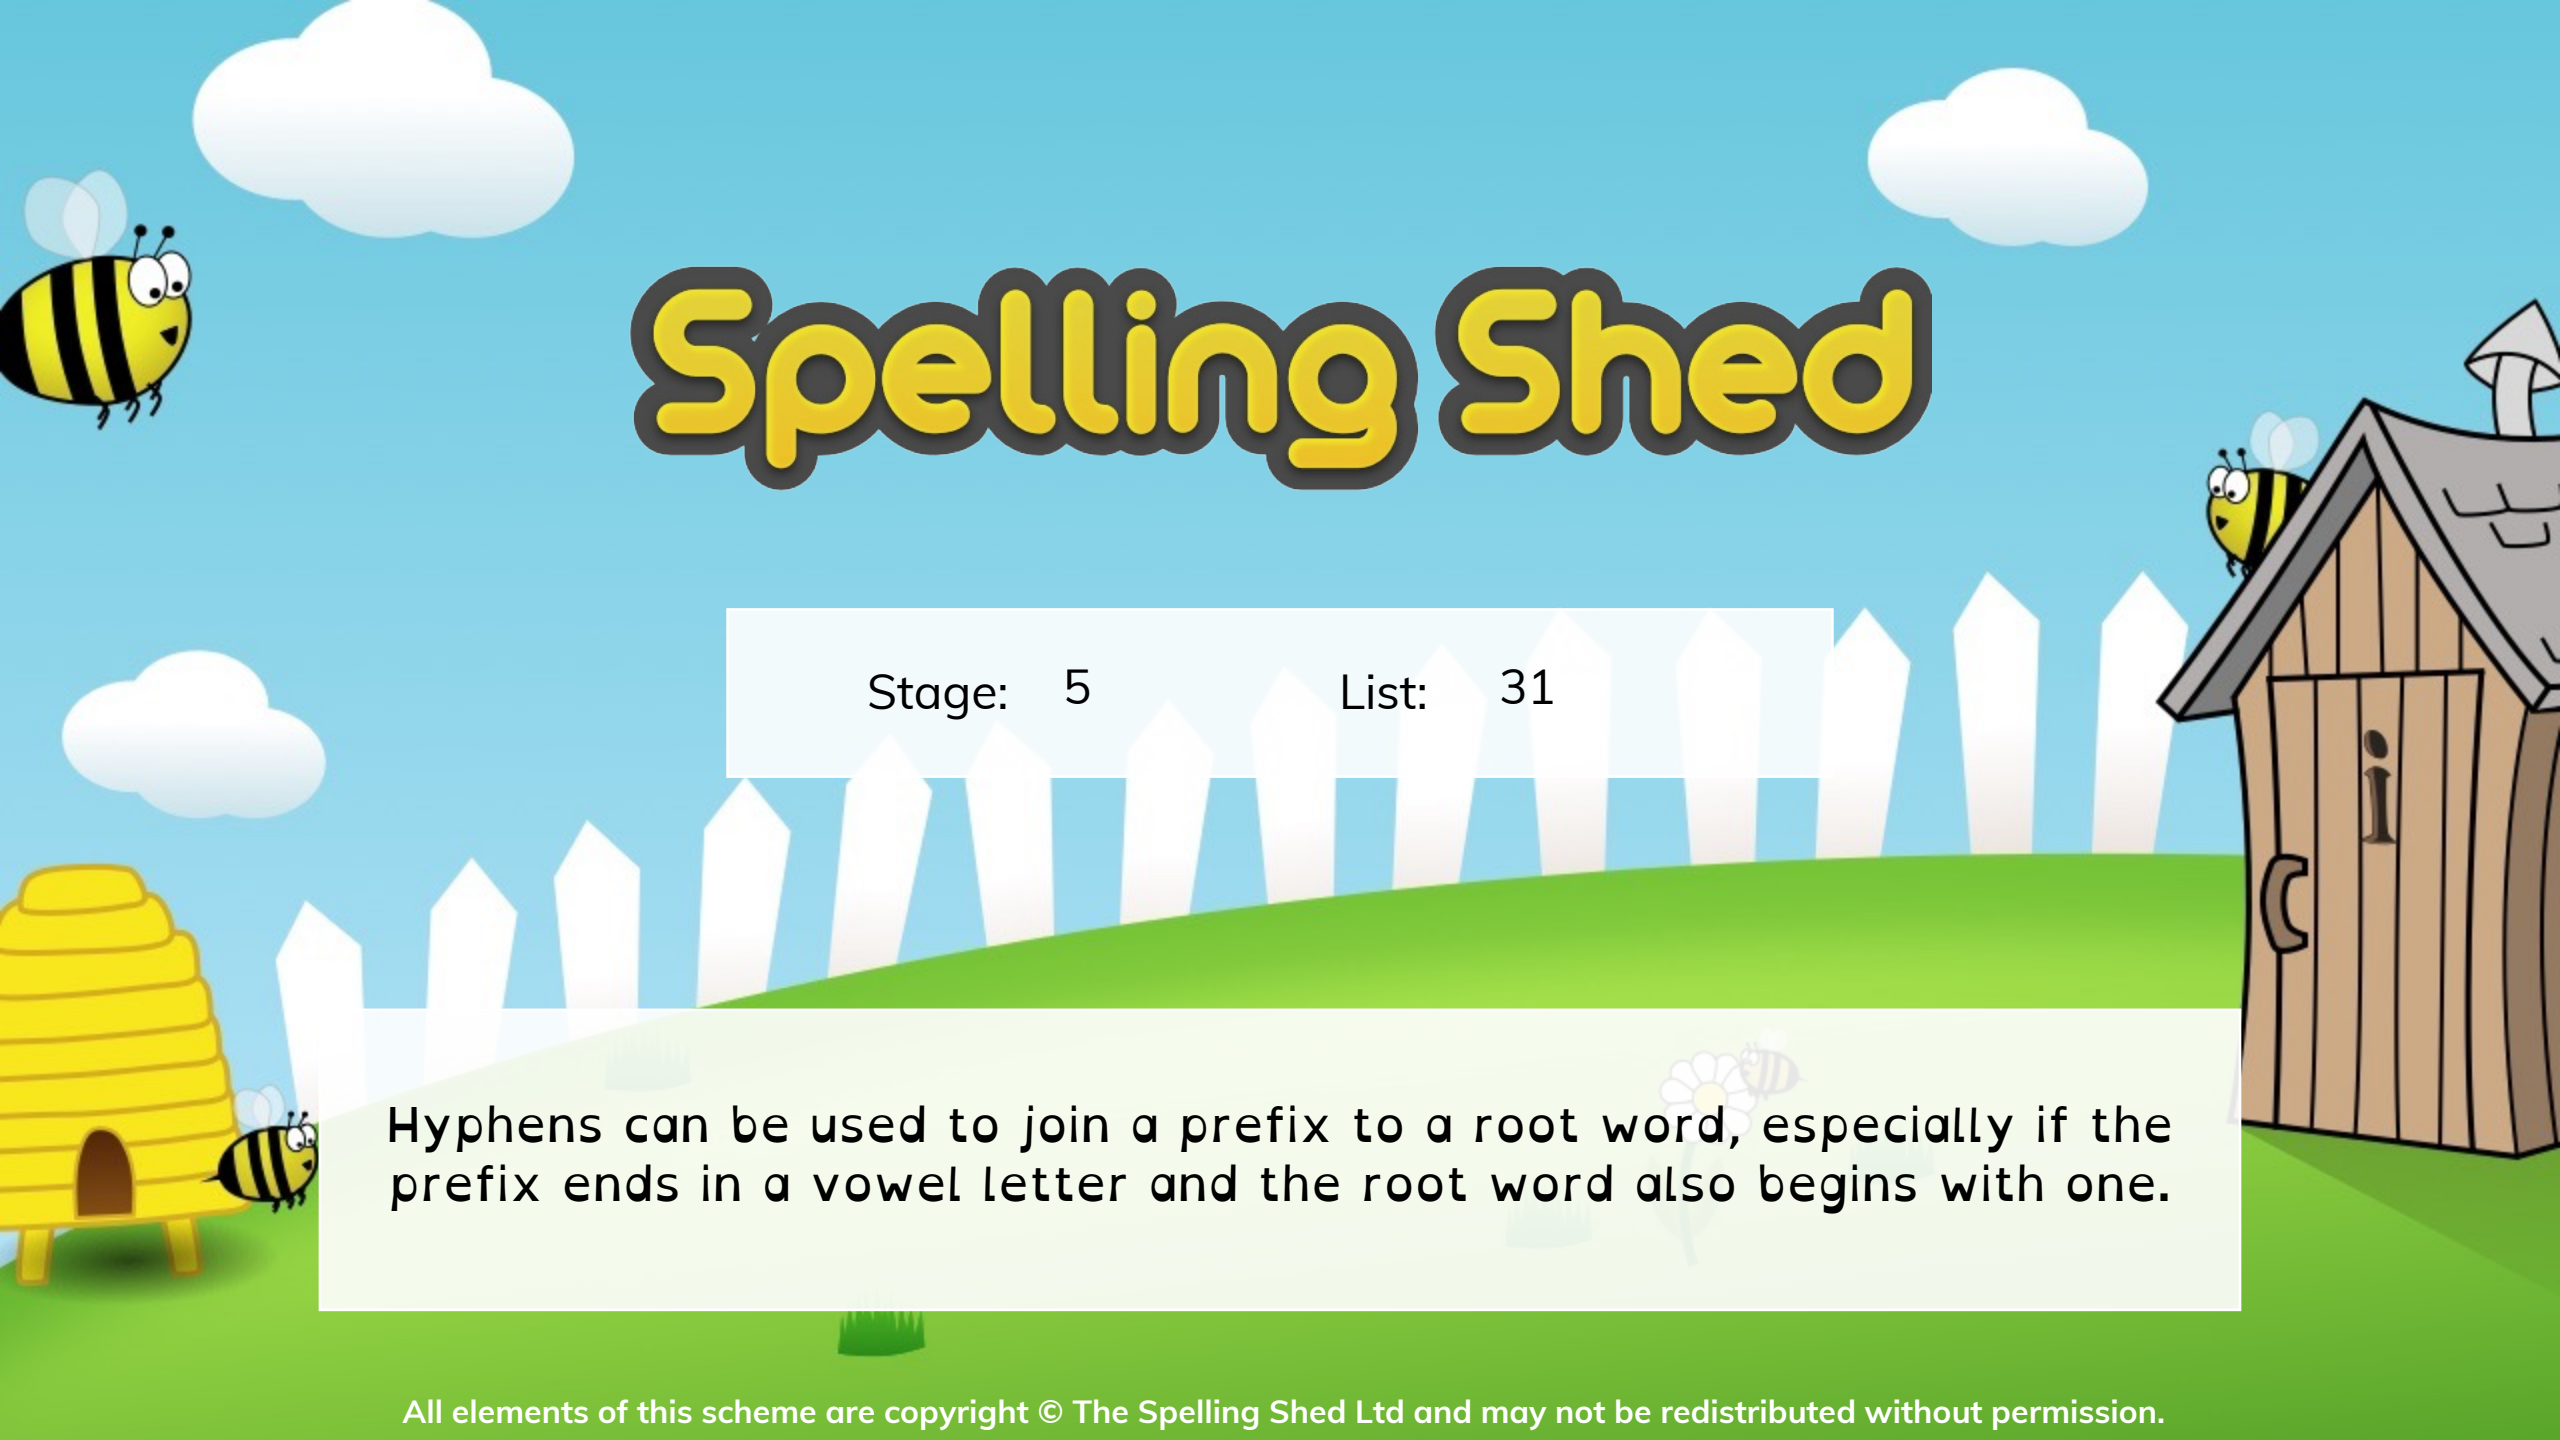 Spelling Shed
Stage: 5 List: 31
Hyphens can be used to join a prefix to a root word, especially if the
prefix ends in a vowel letter and the root word also begins with one.
i
All elements of this scheme are copyright © The Spelling Shed Ltd and may not be redistributed without permission.